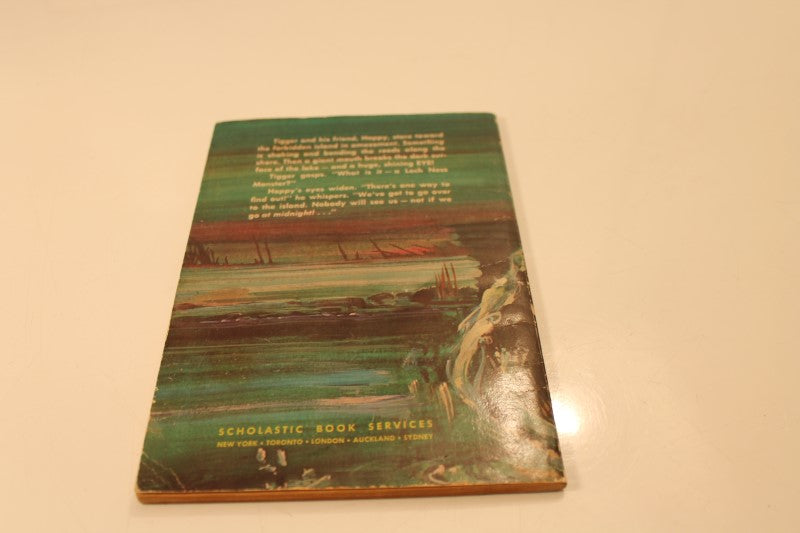 Tigger and his friend, Happy, stare toward
the forbidden island in amazement. Something
is shaking and bending the reeds along the
shore. Then a giant mouth breaks the dark sur-
face of the lake — and a huge, shining EYE!
Tigger gasps. "What is it — a Loch Ness
Monster?"
Happy's eyes widen. "There's one way to
find out!" he whispers. "We've got to go over
to the island. Nobody will see us — not if we
go at midnight! . . ."
SCHOLASTIC BOOK SERVICES
NEW YORK • TORONTO • LONDON • AUCKLAND • SYDNEY